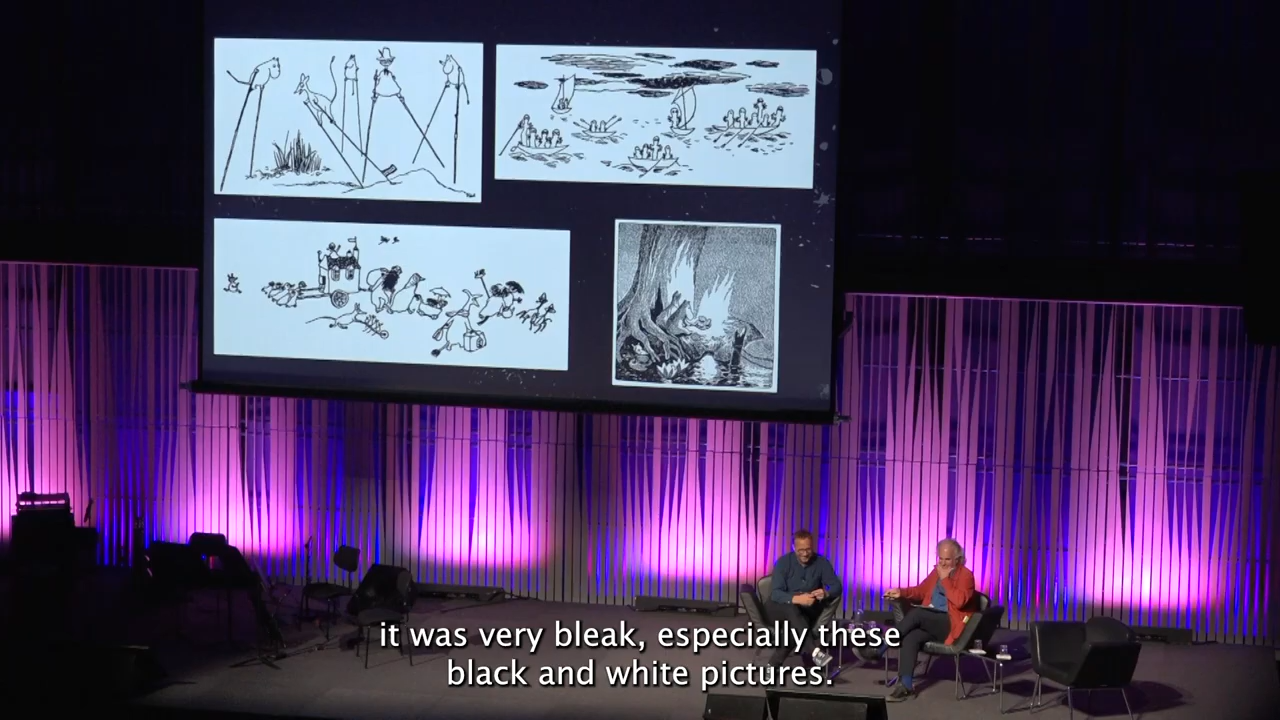 it was very bleak, especially these
black and white pictures.